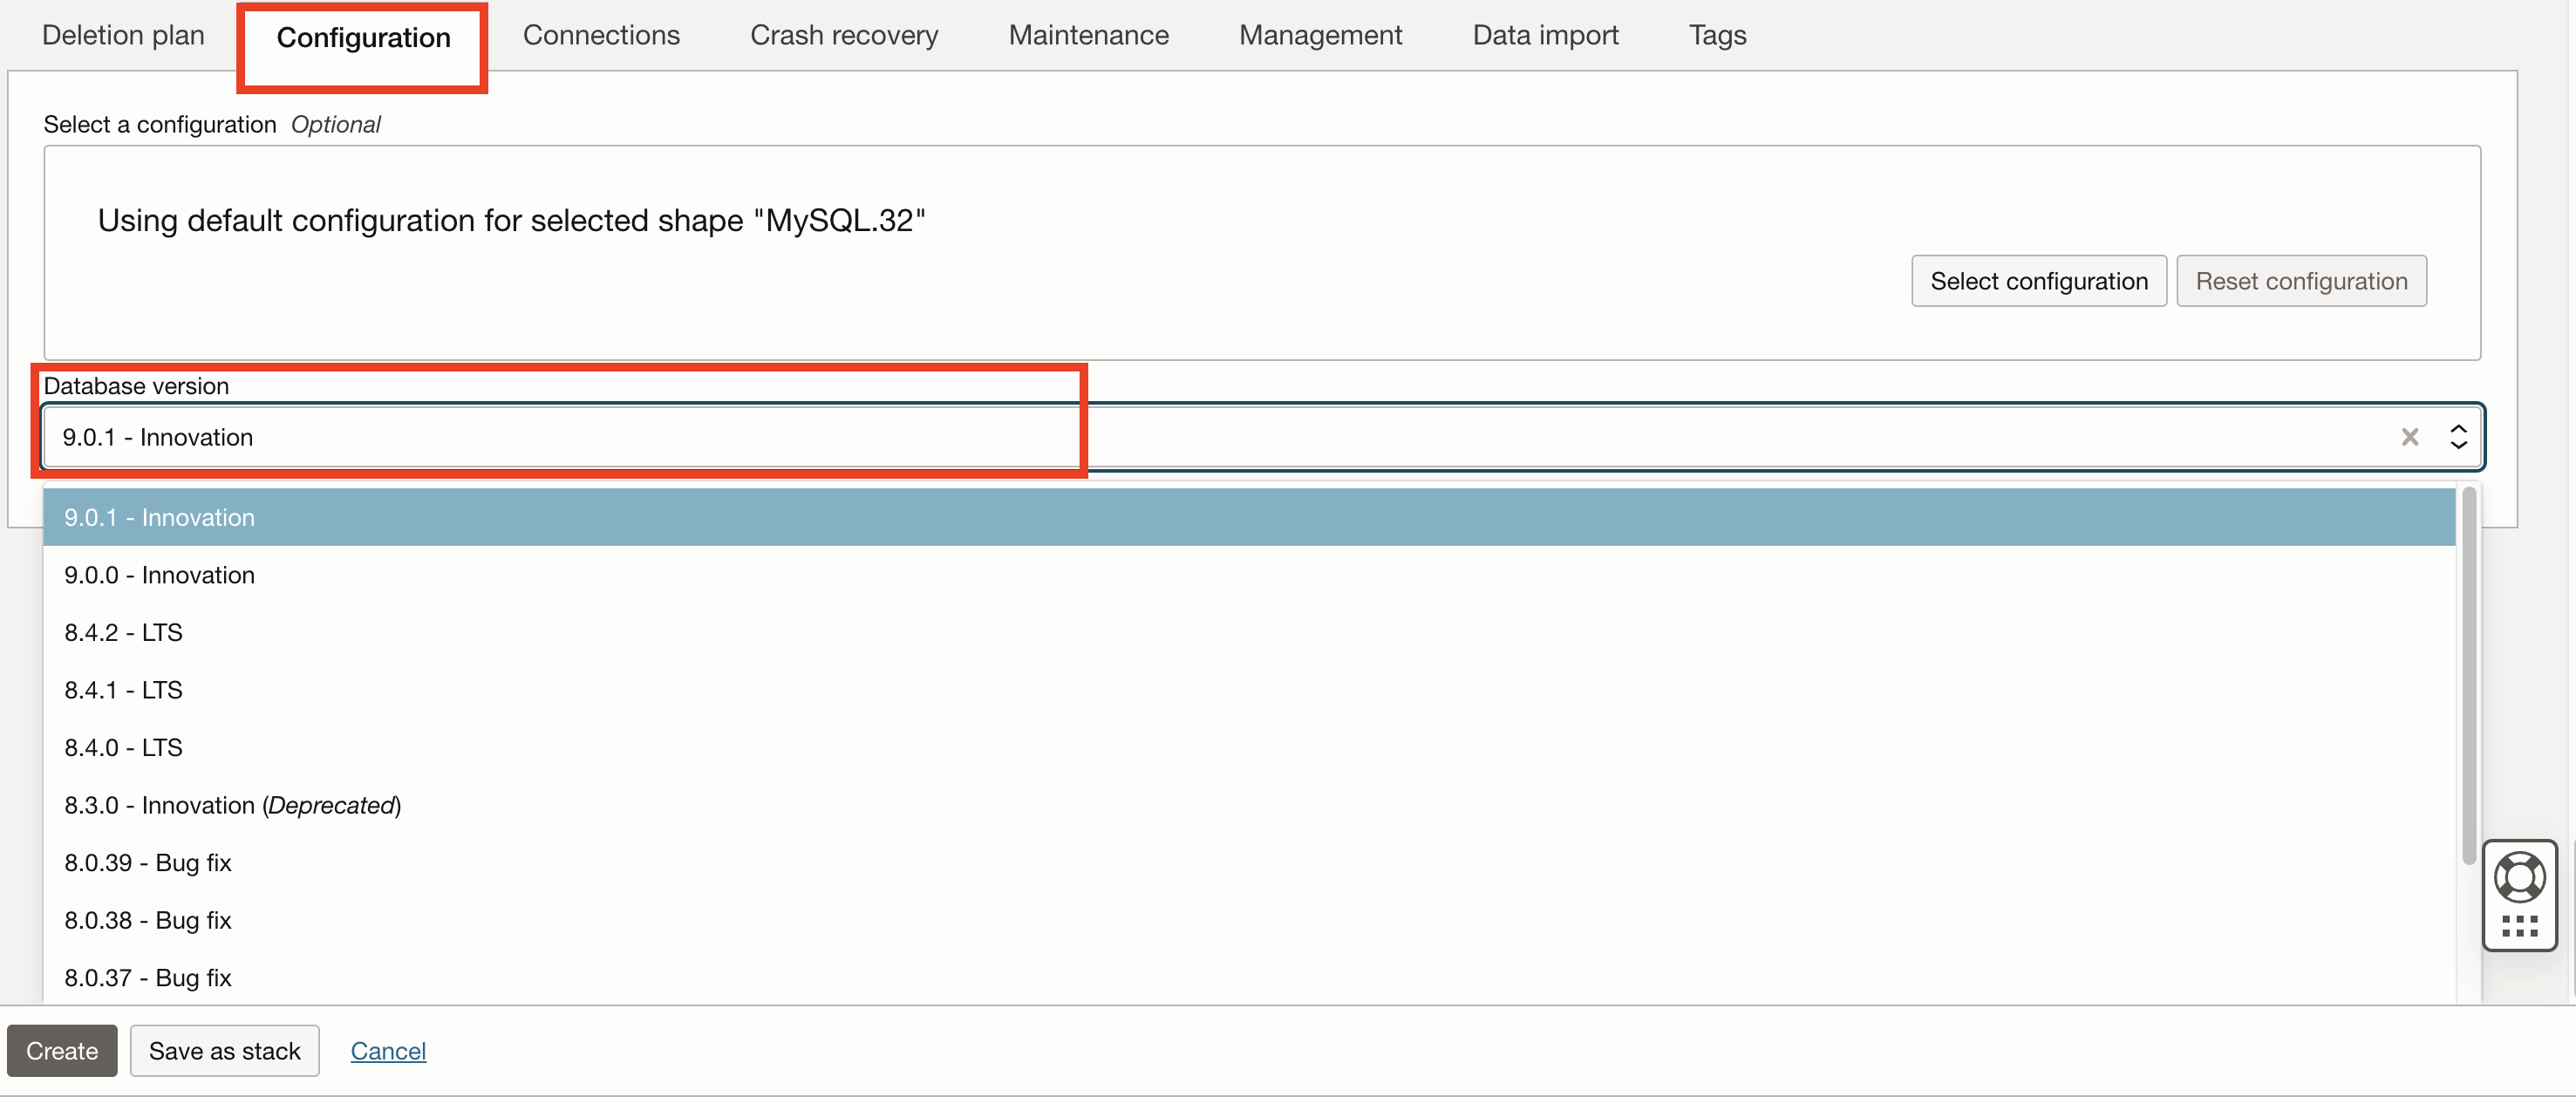 Deletion plan Configuration Connections Crash recovery Maintenance Management Data import Tags
Select a configuration Optional
Using default configuration for selected shape "MySQL.32"
Select configuration Reset configuration
Database version
9.0.1 - Innovation
9.0.1 - Innovation
9.0.0 - Innovation
8.4.2 - LTS
8.4.1 - LTS
8.4.0 - LTS
8.3.0 - Innovation (Deprecated)
8.0.39 - Bug fix
8.0.38 - Bug fix
8.0.37 - Bug fix
Create Save as stack Cancel